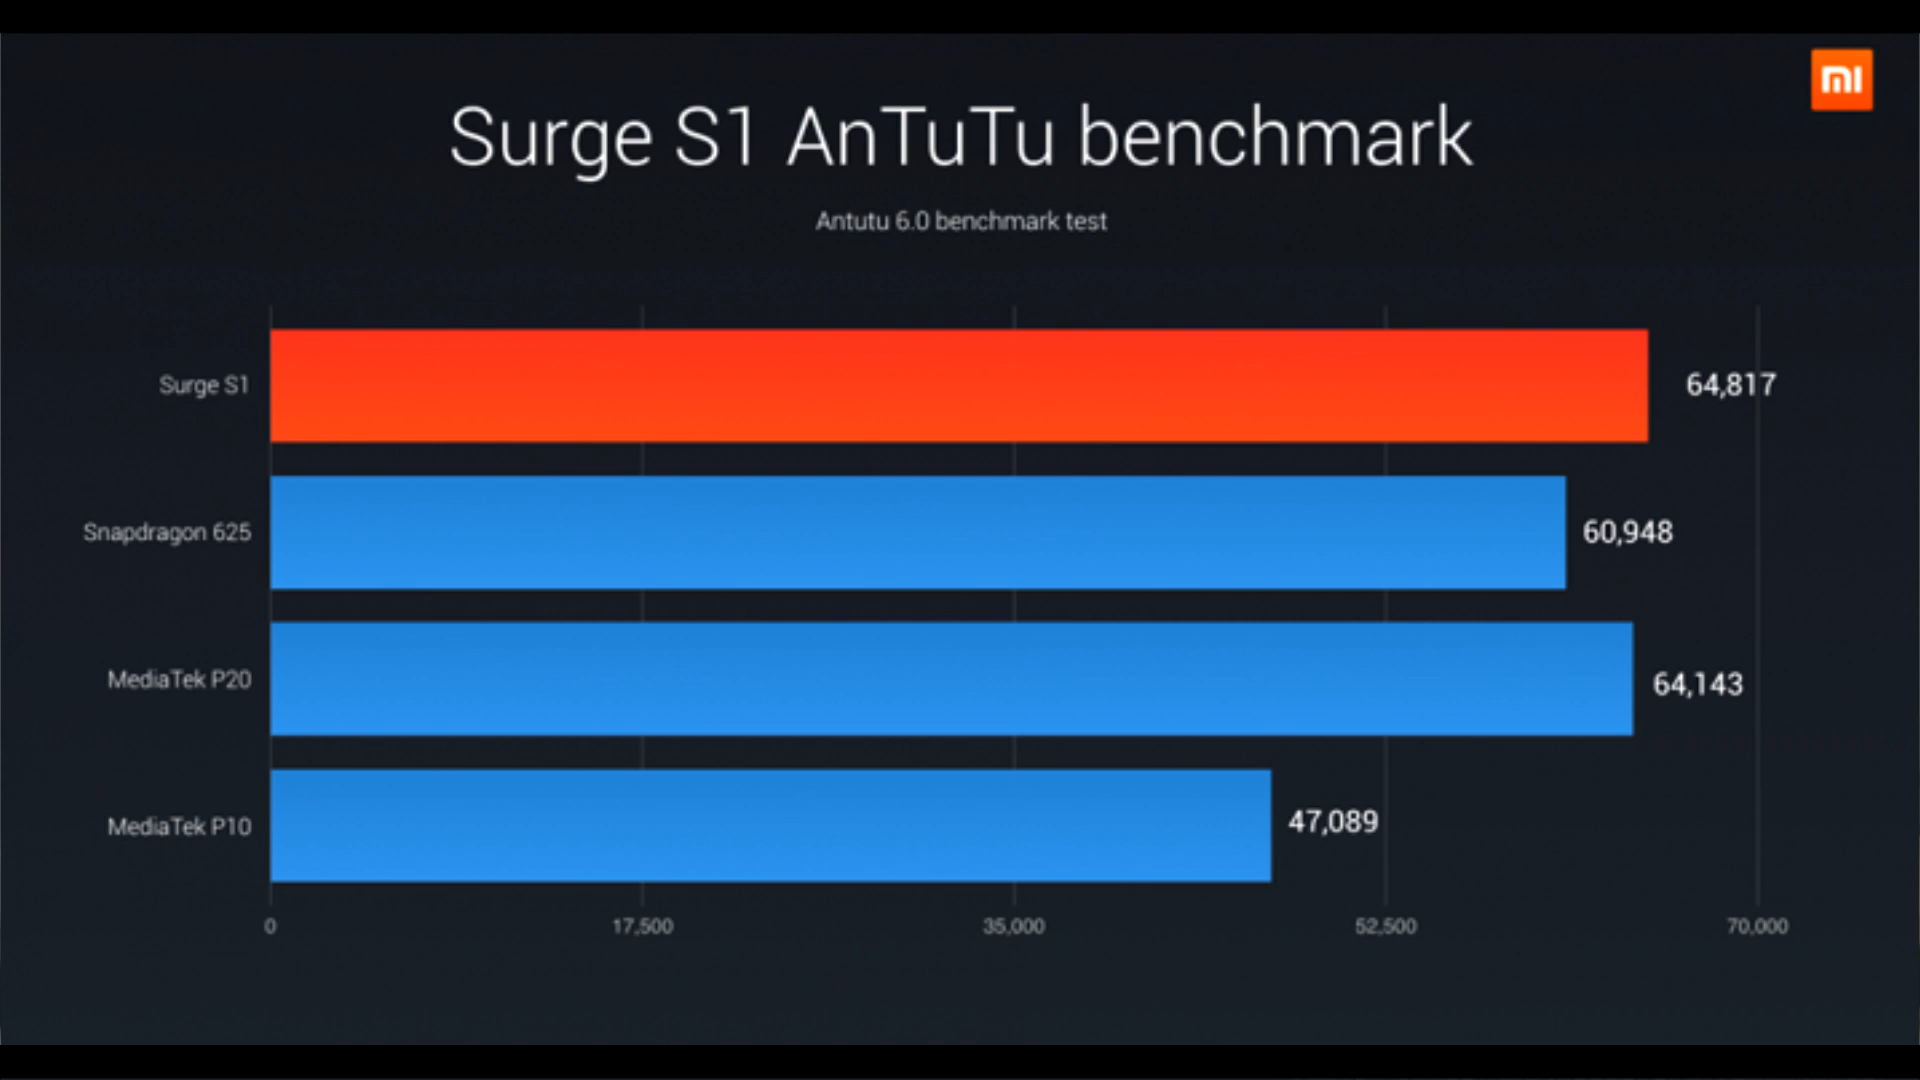 mi
Surge S1 AnTuTu benchmark
Antutu 6.0 benchmark test
Surge S1
64,817
Snapdragon 625
60,948
MediaTek P20
64,143
MediaTek P10
47,089
0
17,500
35,000
52,500
70,000